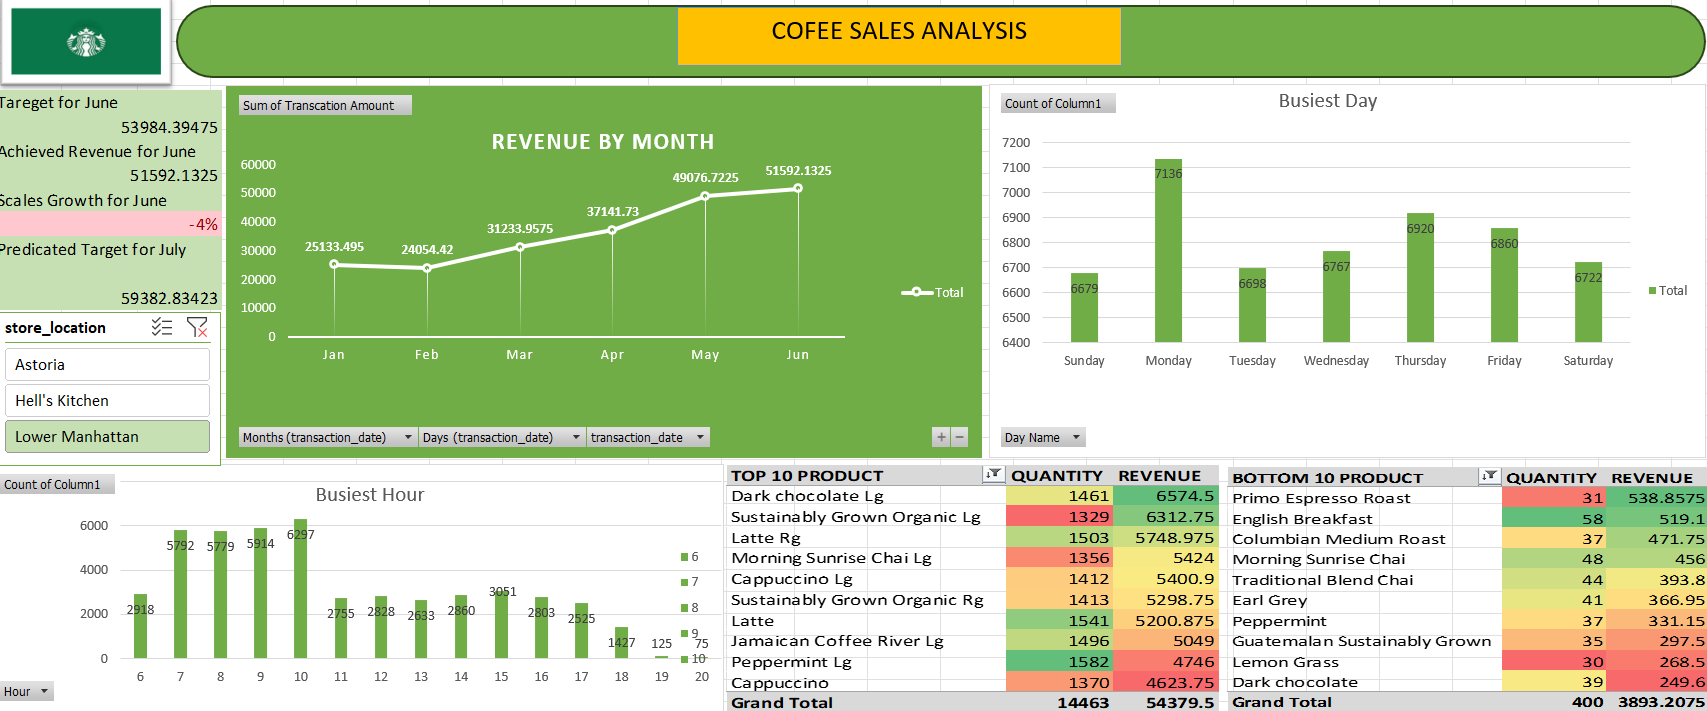 COFEE SALES ANALYSIS
Tareget for June
53984.39475
Achieved Revenue for June
51592.1325
Scales Growth for June
-4%
Predicated Target for July
59382.83423
store_location
Astoria
Hell's Kitchen
Lower Manhattan
Sum of Transcation Amount
REVENUE BY MONTH
60000
50000
40000
30000
20000
10000
0
25133.495
24054.42
31233.9575
37141.73
49076.7225
51592.1325
Total
Jan Feb Mar Apr May Jun
Months (transaction_date) Days (transaction_date) transaction_date
+ −
Count of Column1
Busiest Day
7200
7100
7000
6900
6800
6700
6600
6500
6400
6679 7136 6698 6767 6920 6860 6722
Total
Sunday Monday Tuesday Wednesday Thursday Friday Saturday
Day Name
Count of Column1
Busiest Hour
6000
4000
2000
0
2918 5792 5779 5914 6297 2755 2828 2633 2860 3051 2803 2525 1427 125 75
6
7
8
9
10
6 7 8 9 10 11 12 13 14 15 16 17 18 19 20
Hour
TOP 10 PRODUCT QUANTITY REVENUE
Dark chocolate Lg 1461 6574.5
Sustainably Grown Organic Lg 1329 6312.75
Latte Rg 1503 5748.975
Morning Sunrise Chai Lg 1356 5424
Cappuccino Lg 1412 5400.9
Sustainably Grown Organic Rg 1413 5298.75
Latte 1541 5200.875
Jamaican Coffee River Lg 1496 5049
Peppermint Lg 1582 4746
Cappuccino 1370 4623.75
Grand Total 14463 54379.5
BOTTOM 10 PRODUCT QUANTITY REVENUE
Primo Espresso Roast 31 538.8575
English Breakfast 58 519.1
Columbian Medium Roast 37 471.75
Morning Sunrise Chai 48 456
Traditional Blend Chai 44 393.8
Earl Grey 41 366.95
Peppermint 37 331.15
Guatemalan Sustainably Grown 35 297.5
Lemon Grass 30 268.5
Dark chocolate 39 249.6
Grand Total 400 3893.2075